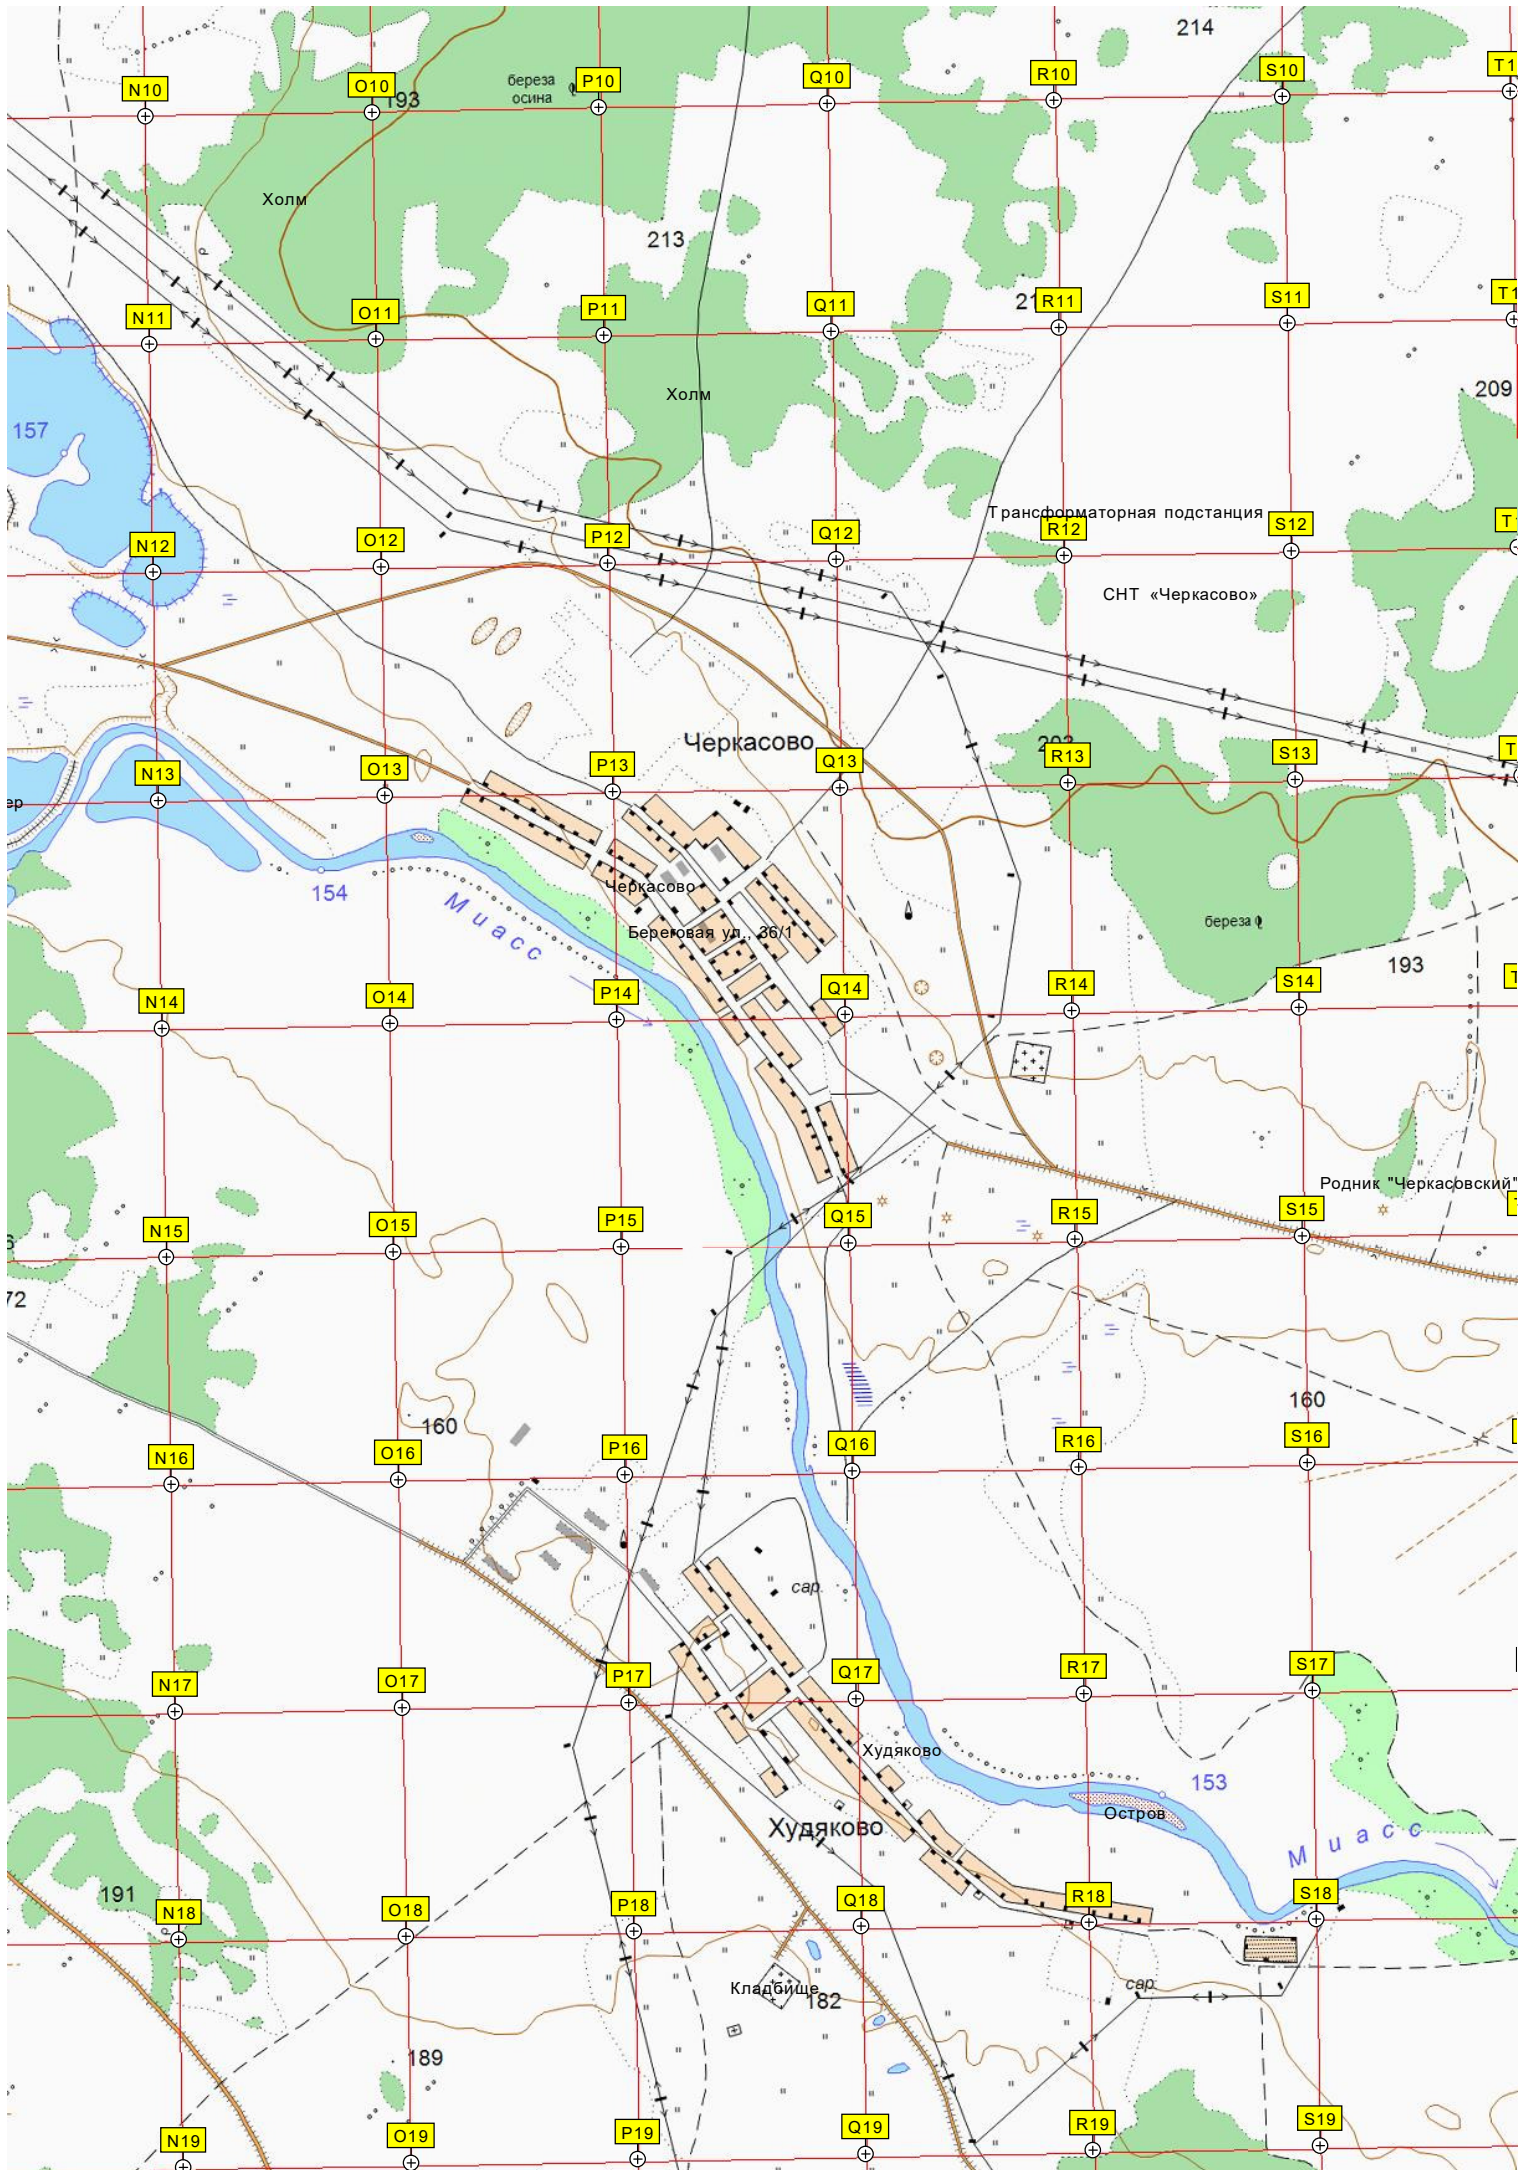 214
N10
O10
193
береза
осина
P10
Q10
R10
S10
Холм
213
N11
O11
P11
Q11
R11
S11
157
Холм
209
Трансформаторная подстанция
N12
O12
P12
Q12
R12
S12
СНТ «Черкасово»
Черкасово
N13
O13
P13
Q13
R13
S13
ер
154
Миасс
Черкасово
Береговая ул., 36/1
береза
193
N14
O14
P14
Q14
R14
S14
Родник "Черкасовский"
N15
O15
P15
Q15
R15
S15
72
160
160
N16
O16
P16
Q16
R16
S16
сар.
N17
O17
P17
Q17
R17
S17
Худяково
153
Остров
Худяково
Миасс
191
N18
O18
P18
Q18
R18
S18
сар.
Кладбище
182
189
N19
O19
P19
Q19
R19
S19